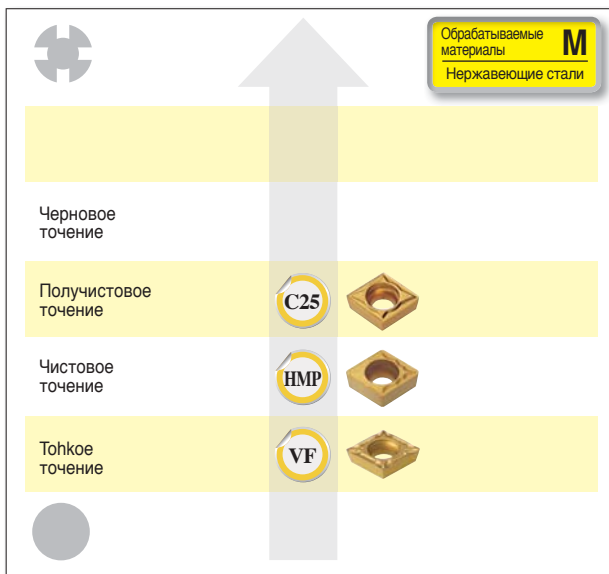 Обрабатываемые
материалы
M
Нержавеющие стали
Черновое
точение
Получистовое
точение
C25
Чистовое
точение
HMP
Tohkoe
точение
VF